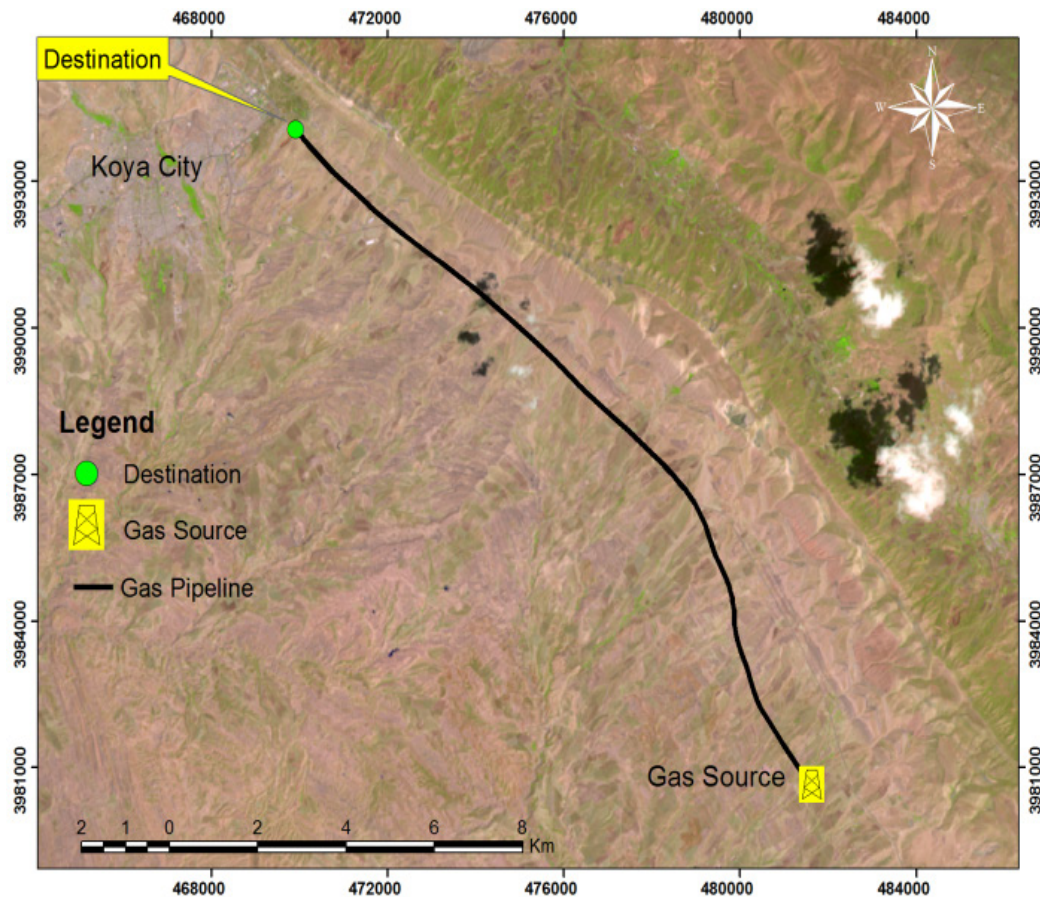 468000 472000 476000 480000 484000
Destination
N
W E
S
Koya City
3993000 3993000
3990000 3990000
Legend
Destination
3987000 3987000
Gas Source
Gas Pipeline
3984000 3984000
Gas Source
3981000 3981000
2 1 0 2 4 6 8
Km
468000 472000 476000 480000 484000